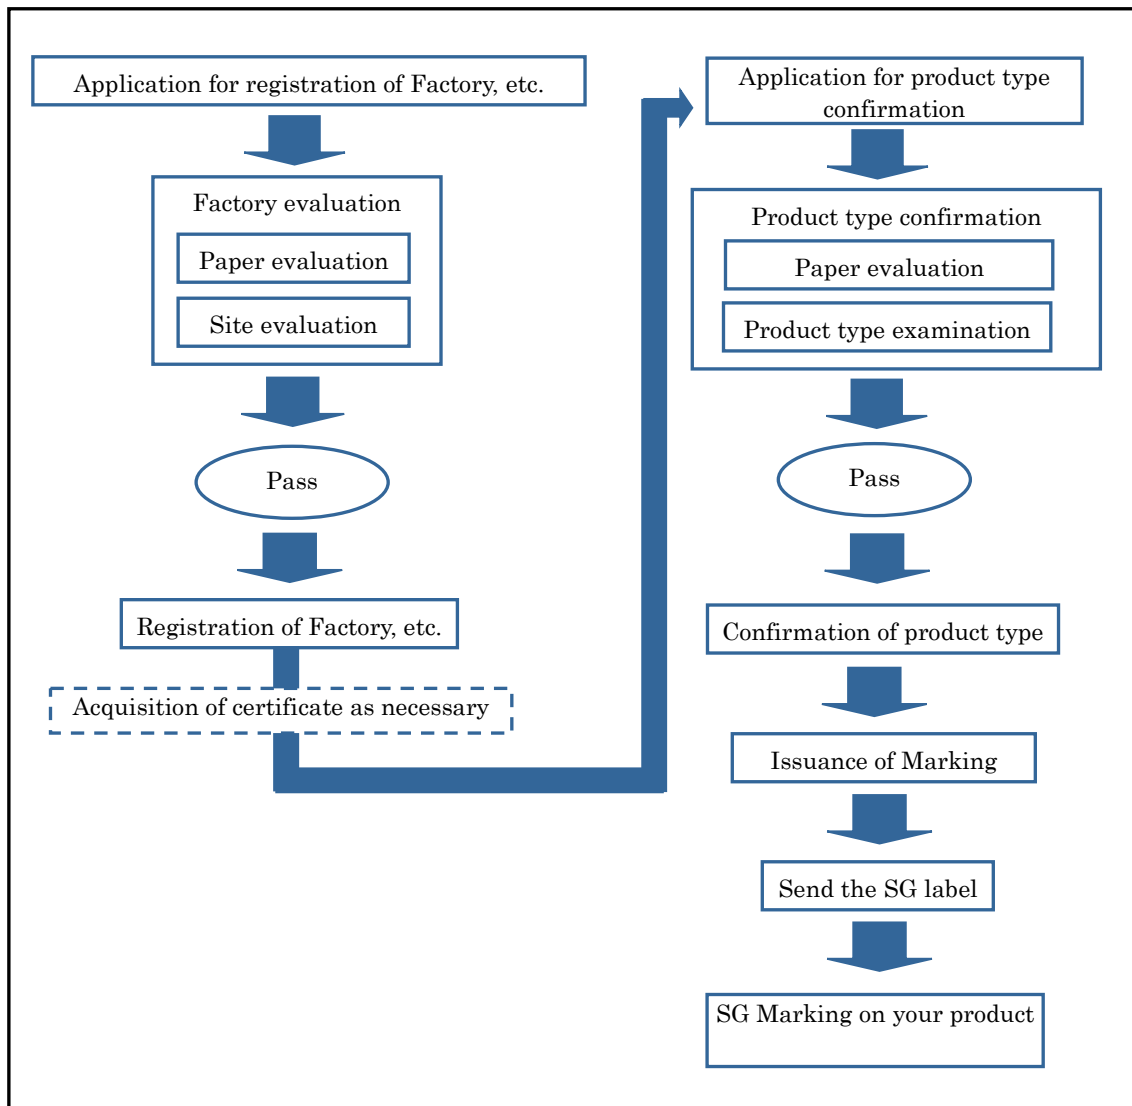 Application for registration of Factory, etc.
Factory evaluation
Paper evaluation
Site evaluation
Pass
Registration of Factory, etc.
Acquisition of certificate as necessary
Application for product type
confirmation
Product type confirmation
Paper evaluation
Product type examination
Pass
Confirmation of product type
Issuance of Marking
Send the SG label
SG Marking on your product